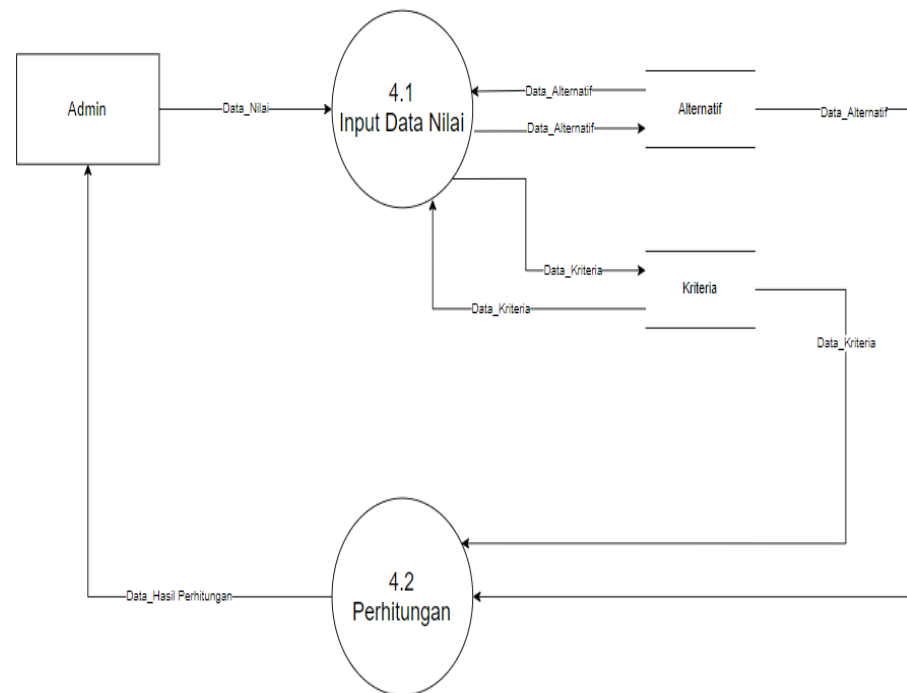 Admin
Data_Nilai
4.1
Input Data Nilai
Data_Alternatif
Data_Alternatif
Alternatif
Data_Alternatif
Data_Kriteria
Data_Kriteria
Kriteria
Data_Kriteria
4.2
Perhitungan
Data_Hasil Perhitungan